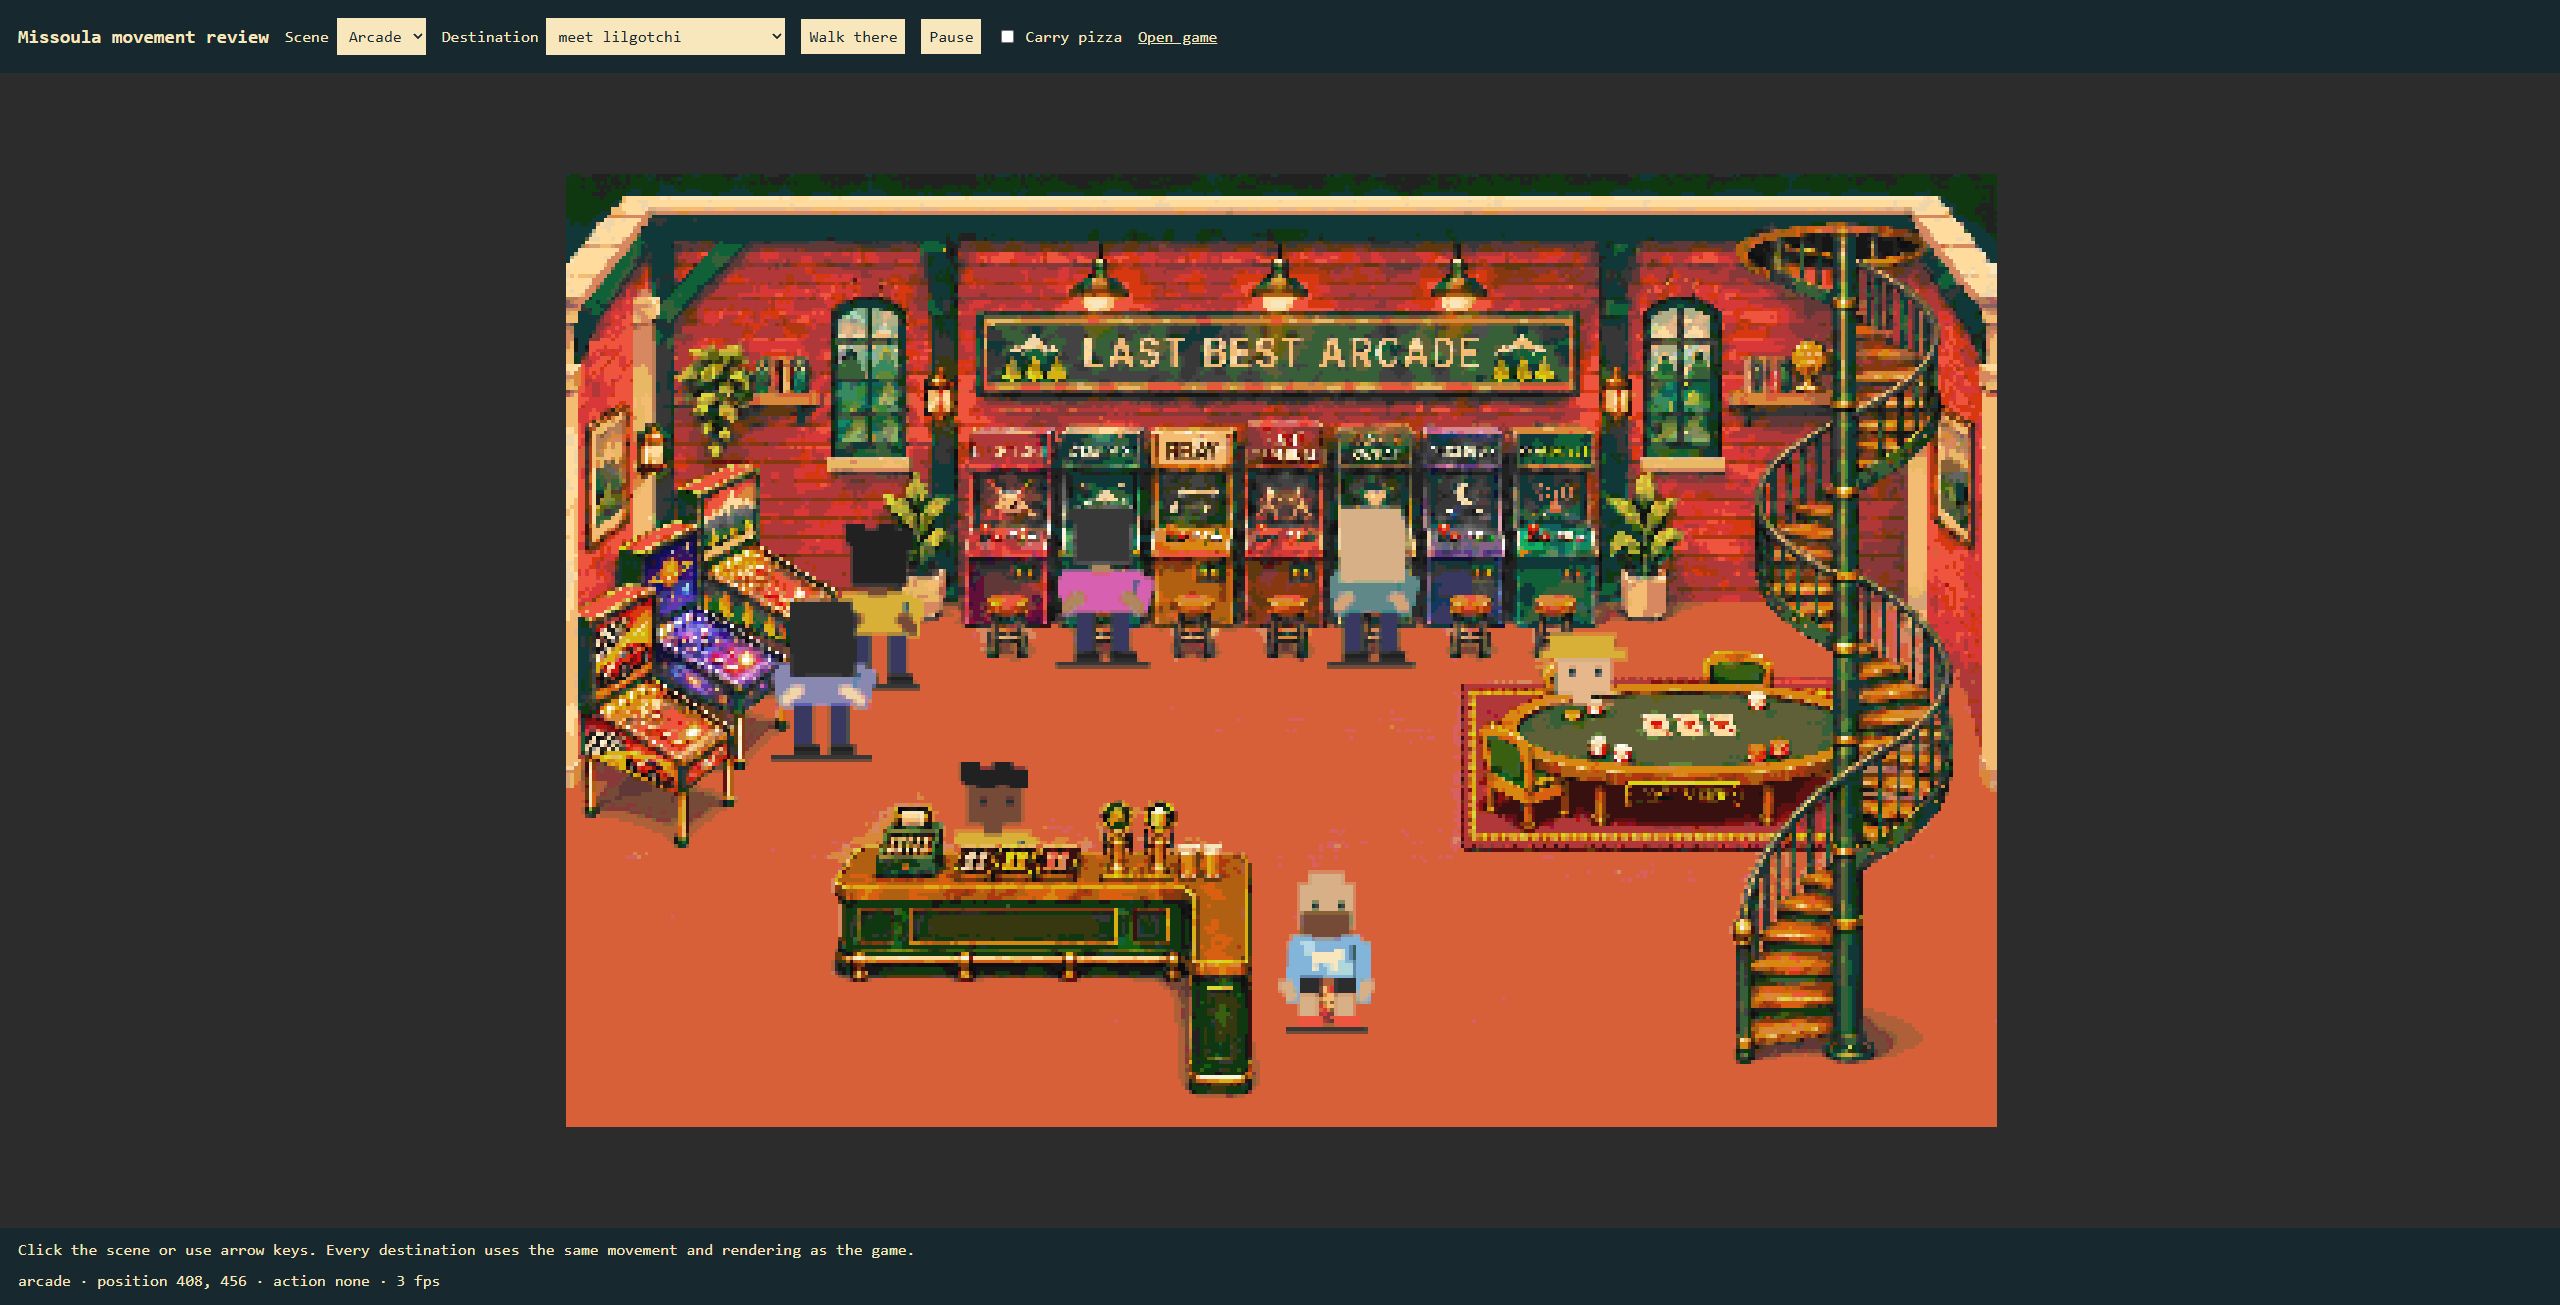 Missoula movement review Scene Arcade Destination meet lilgotchi Walk there Pause Carry pizza Open game
LAST BEST ARCADE
RELAY
Click the scene or use arrow keys. Every destination uses the same movement and rendering as the game.
arcade · position 408, 456 · action none · 3 fps